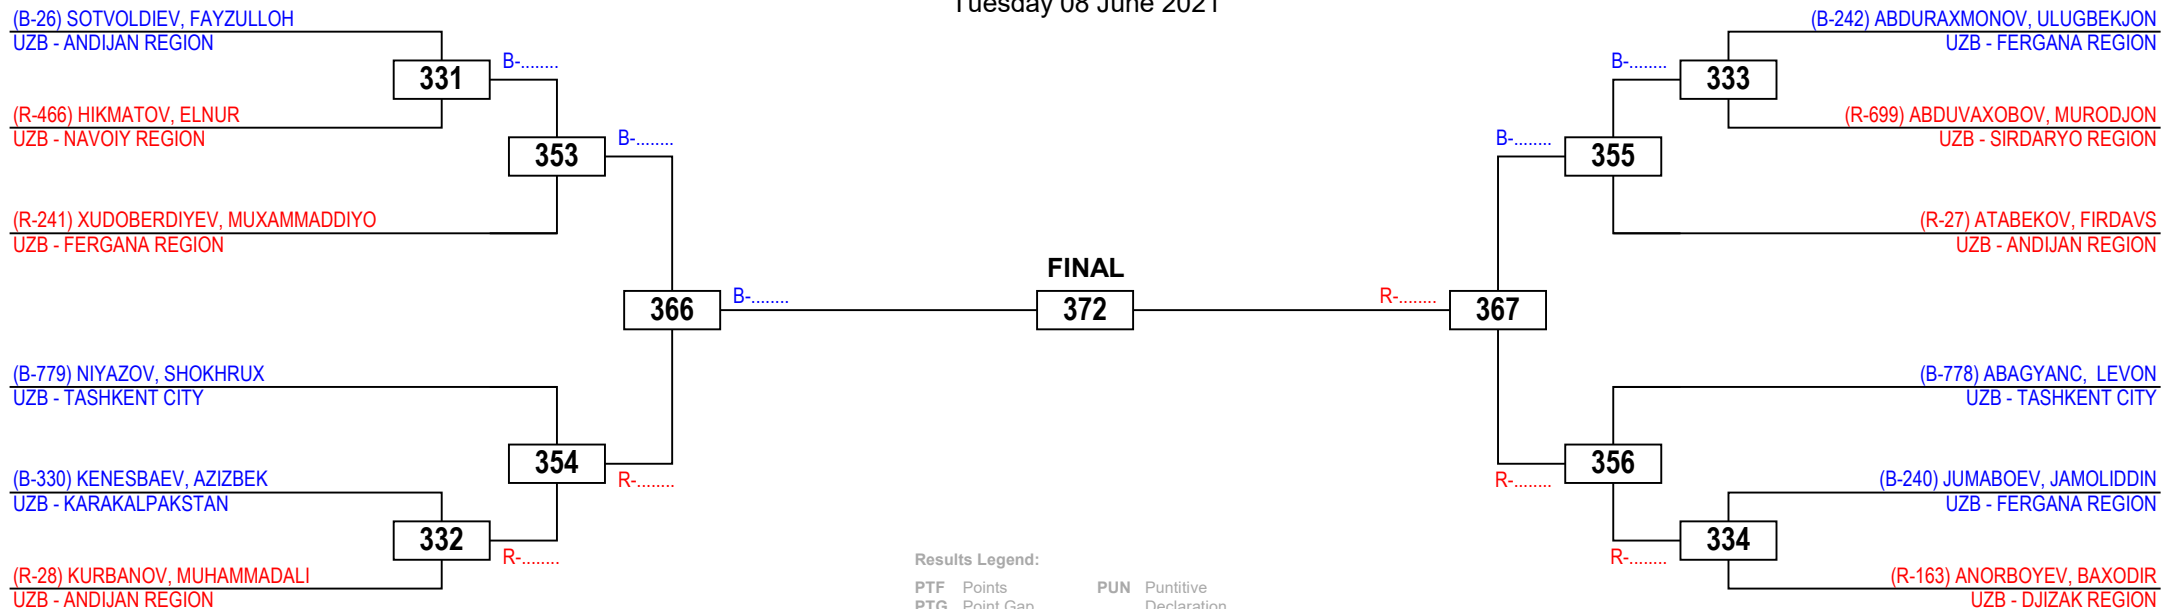 Tuesday 08 June 2021
(B-26) SOTVOLDIEV, FAYZULLOH
UZB - ANDIJAN REGION
331
B-........
(R-466) HIKMATOV, ELNUR
UZB - NAVOIY REGION
353
B-........
(R-241) XUDOBERDIYEV, MUXAMMADDIYO
UZB - FERGANA REGION
366
B-........
(B-779) NIYAZOV, SHOKHRUX
UZB - TASHKENT CITY
354
R-........
(B-330) KENESBAEV, AZIZBEK
UZB - KARAKALPAKSTAN
332
R-........
(R-28) KURBANOV, MUHAMMADALI
UZB - ANDIJAN REGION
FINAL
372
(B-242) ABDURAXMONOV, ULUGBEKJON
UZB - FERGANA REGION
B-........
333
(R-699) ABDUVAXOBOV, MURODJON
UZB - SIRDARYO REGION
B-........
355
(R-27) ATABEKOV, FIRDAVS
UZB - ANDIJAN REGION
R-........
367
(B-778) ABAGYANC, LEVON
UZB - TASHKENT CITY
R-........
356
(B-240) JUMABOEV, JAMOLIDDIN
UZB - FERGANA REGION
R-........
334
(R-163) ANORBOYEV, BAXODIR
UZB - DJIZAK REGION
Results Legend:
PTF Points PUN Puntitive
PTG Point Gap Declaration